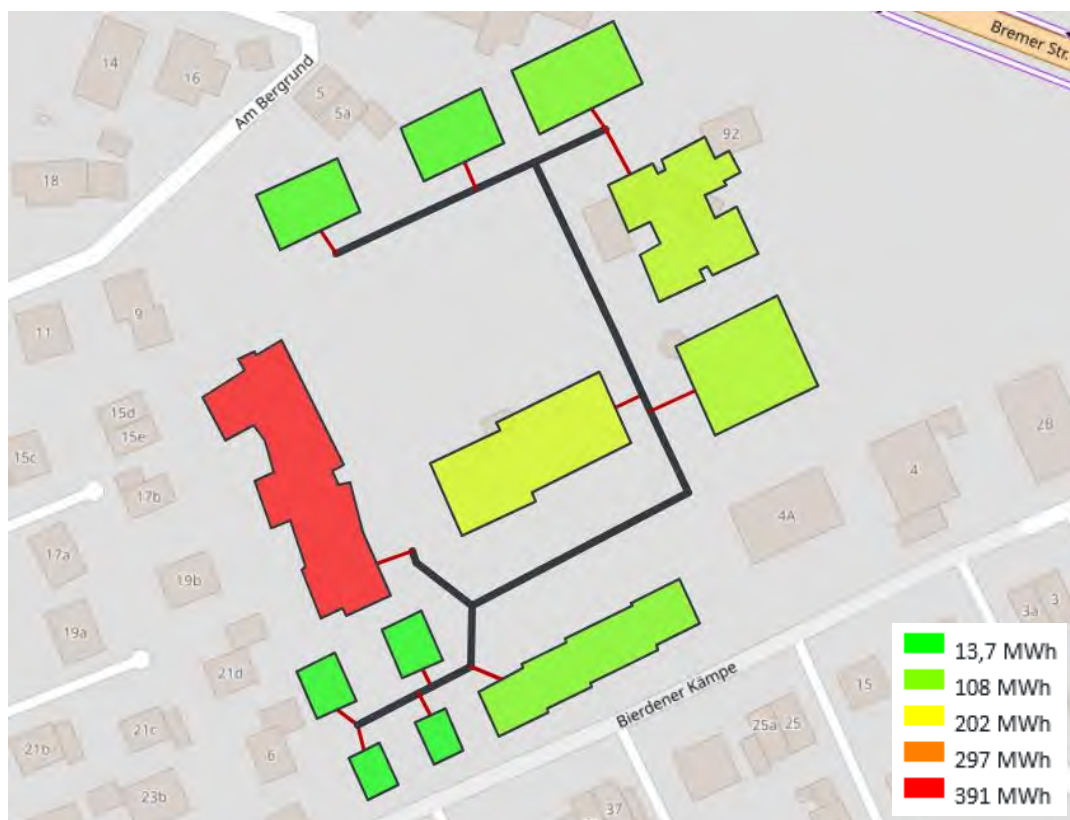 Bremer Str.
14
16
5
5a
Am Bergrund
92
18
11
9
15d
15e
15c
17b
2B
4
4A
17a
19b
19a
3
3a
21d
15
Bierdener Kämpe
21c
25a
25
21b
6
23b
37
13,7 MWh
108 MWh
202 MWh
297 MWh
391 MWh